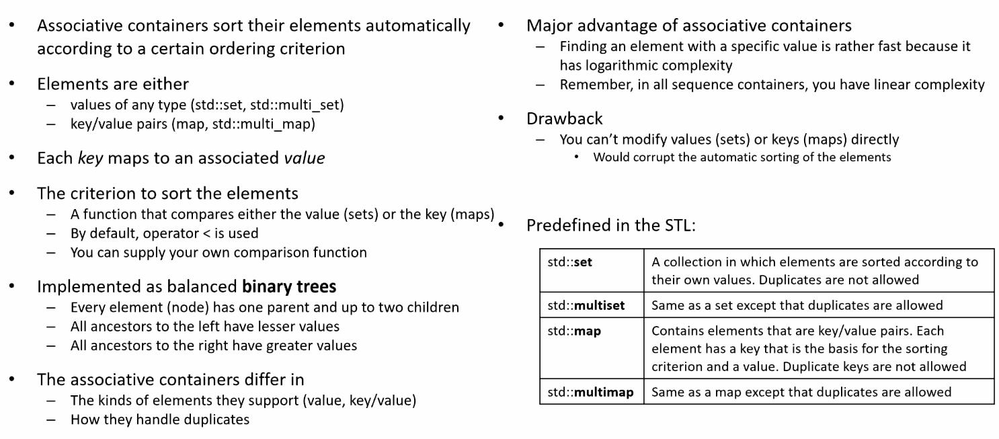 • Associative containers sort their elements automatically
according to a certain ordering criterion
• Elements are either
– values of any type (std::set, std::multi_set)
– key/value pairs (map, std::multi_map)
• Each key maps to an associated value
• The criterion to sort the elements
– A function that compares either the value (sets) or the key (maps)
– By default, operator < is used
– You can supply your own comparison function
• Implemented as balanced binary trees
– Every element (node) has one parent and up to two children
– All ancestors to the left have lesser values
– All ancestors to the right have greater values
• The associative containers differ in
– The kinds of elements they support (value, key/value)
– How they handle duplicates
• Major advantage of associative containers
– Finding an element with a specific value is rather fast because it
has logarithmic complexity
– Remember, in all sequence containers, you have linear complexity
• Drawback
– You can’t modify values (sets) or keys (maps) directly
• Would corrupt the automatic sorting of the elements
• Predefined in the STL:
std::set
A collection in which elements are sorted according to
their own values. Duplicates are not allowed
std::multiset
Same as a set except that duplicates are allowed
std::map
Contains elements that are key/value pairs. Each
element has a key that is the basis for the sorting
criterion and a value. Duplicate keys are not allowed
std::multimap
Same as a map except that duplicates are allowed